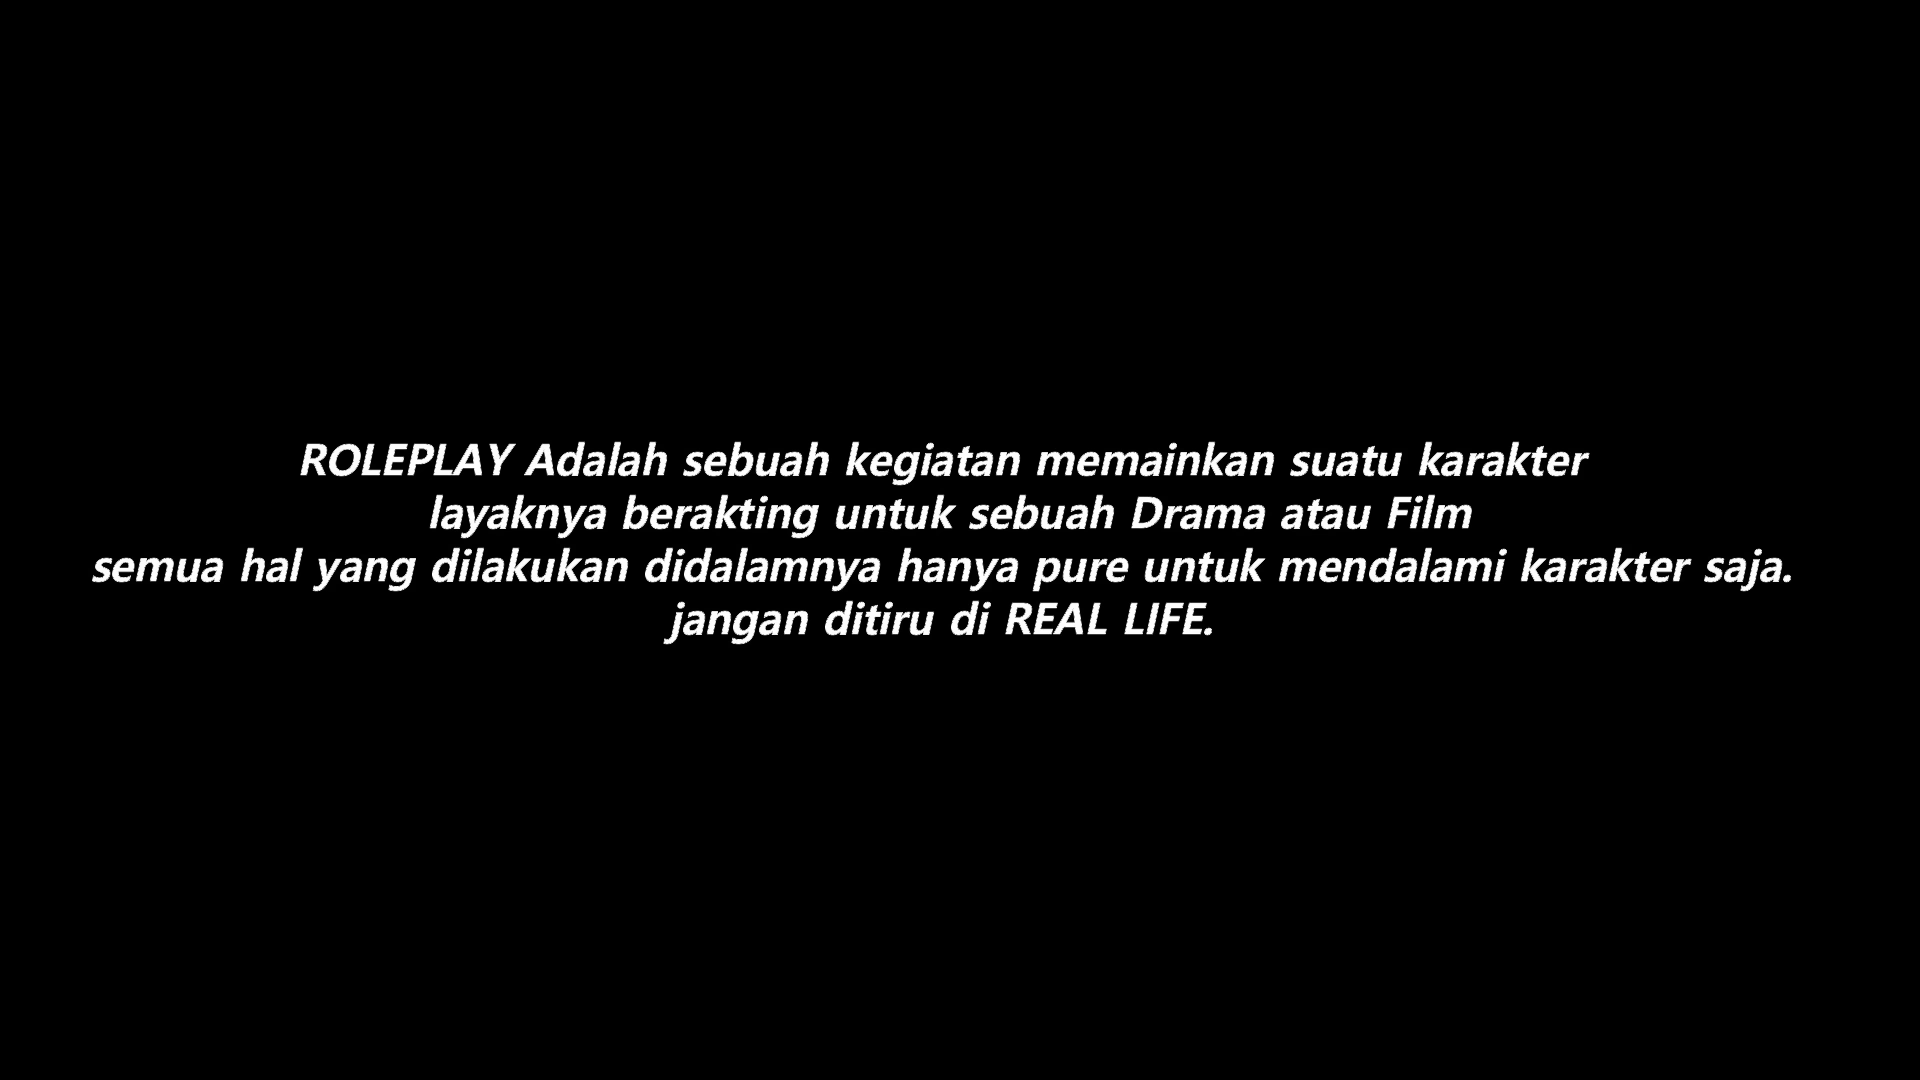 ROLEPLAY Adalah sebuah kegiatan memainkan suatu karakter
layaknya berakting untuk sebuah Drama atau Film
semua hal yang dilakukan didalamnya hanya pure untuk mendalami karakter saja.
jangan ditiru di REAL LIFE.